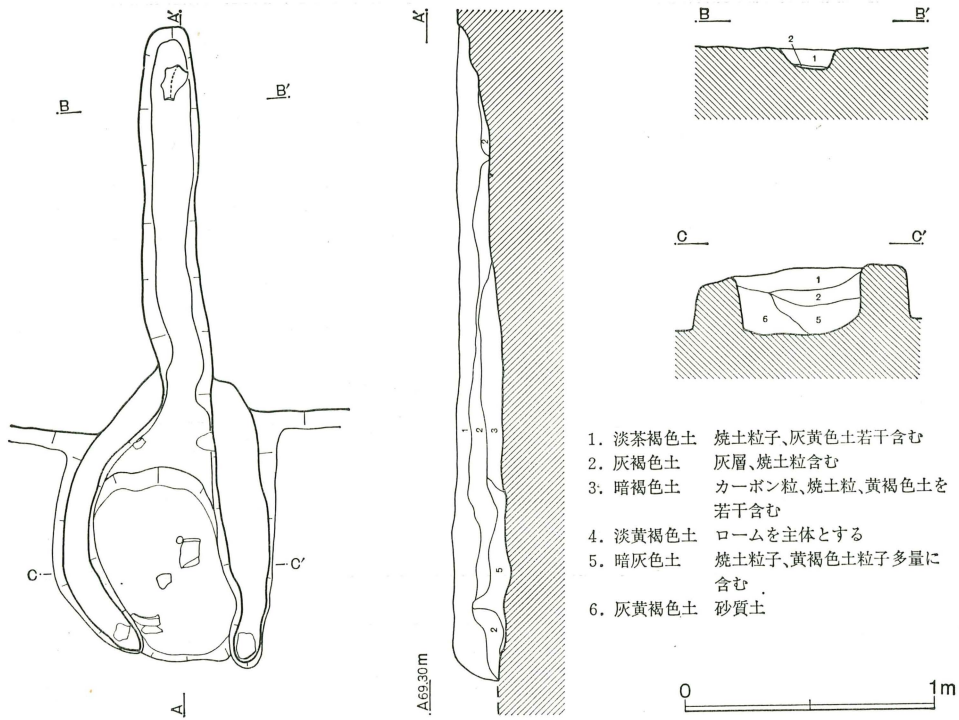 A'
B
B'
C
C'
A
A'
2
1
2
3
5
2
A 69.30m
B
B'
2
1
C
C'
1
2
6
5
1. 淡茶褐色土 焼土粒子、灰黄色土若干含む
2. 灰褐色土 灰層、焼土粒含む
3. 暗褐色土 カーボン粒、焼土粒、黄褐色土を
若干含む
4. 淡黄褐色土 ロームを主体とする
5. 暗灰色土 焼土粒子、黄褐色土粒子多量に
含む
6. 灰黄褐色土 砂質土
0 1m